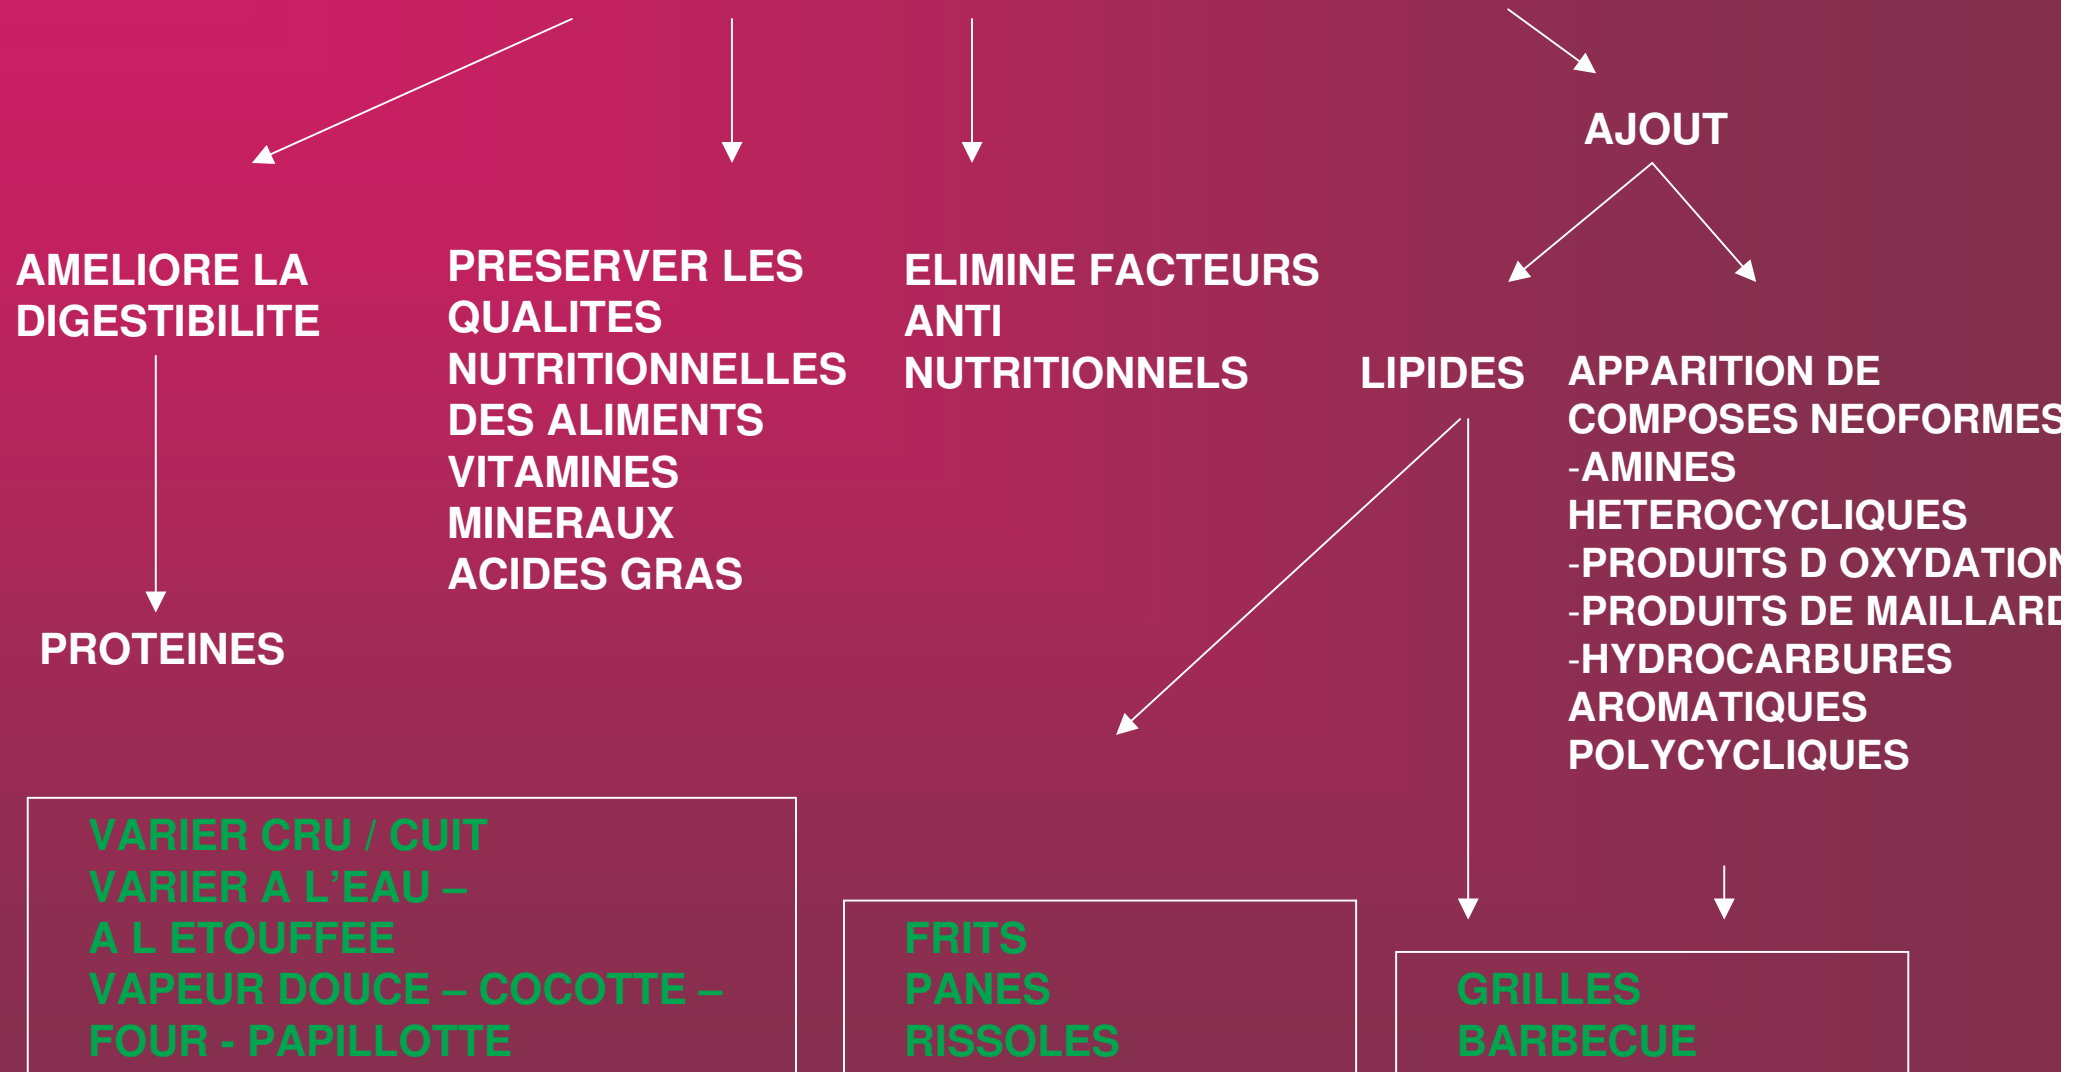 AJOUT
AMELIORE LA
DIGESTIBILITE
PROTEINES
PRESERVER LES
QUALITES
NUTRITIONNELLES
DES ALIMENTS
VITAMINES
MINERAUX
ACIDES GRAS
ELIMINE FACTEURS
ANTI
NUTRITIONNELS
LIPIDES
APPARITION DE
COMPOSES NEOFORMES
-AMINES
HETEROCYCLIQUES
-PRODUITS D OXYDATION
-PRODUITS DE MAILLARD
-HYDROCARBURES
AROMATIQUES
POLYCYCLIQUES
VARIER CRU / CUIT
VARIER A L’EAU –
A L ETOUFFEE
VAPEUR DOUCE – COCOTTE –
FOUR - PAPILLOTTE
FRITS
PANES
RISSOLES
GRILLES
BARBECUE